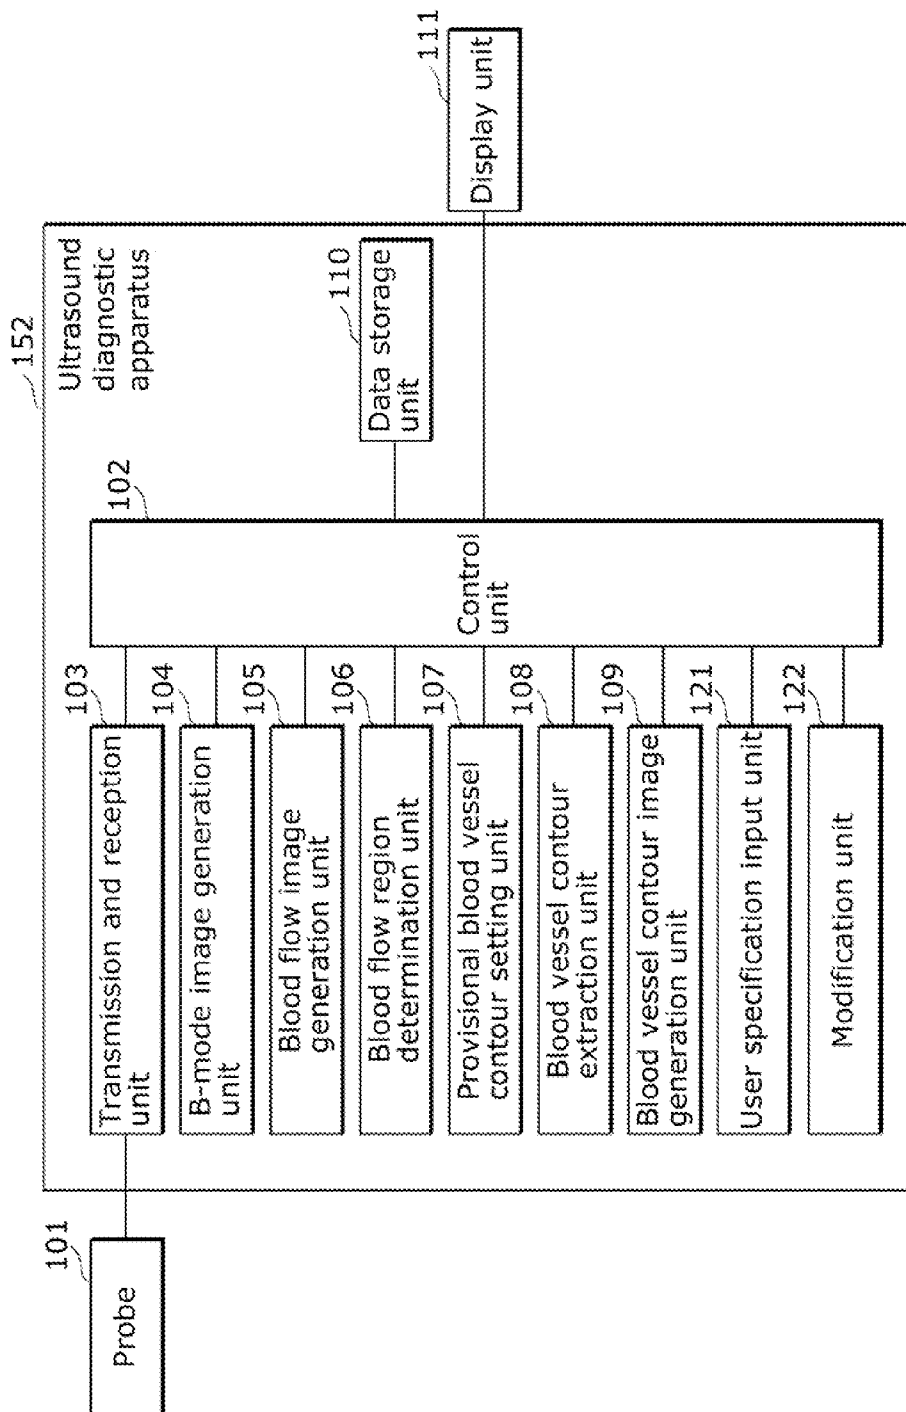 152
Ultrasound
diagnostic
apparatus
101
Probe
103
Transmission and reception
unit
104
B-mode image generation
unit
105
Blood flow image
generation unit
106
Blood flow region
determination unit
107
Provisional blood vessel
contour setting unit
108
Blood vessel contour
extraction unit
109
Blood vessel contour image
generation unit
121
User specification input unit
122
Modification unit
102
Control
unit
110
Data storage
unit
111
Display unit